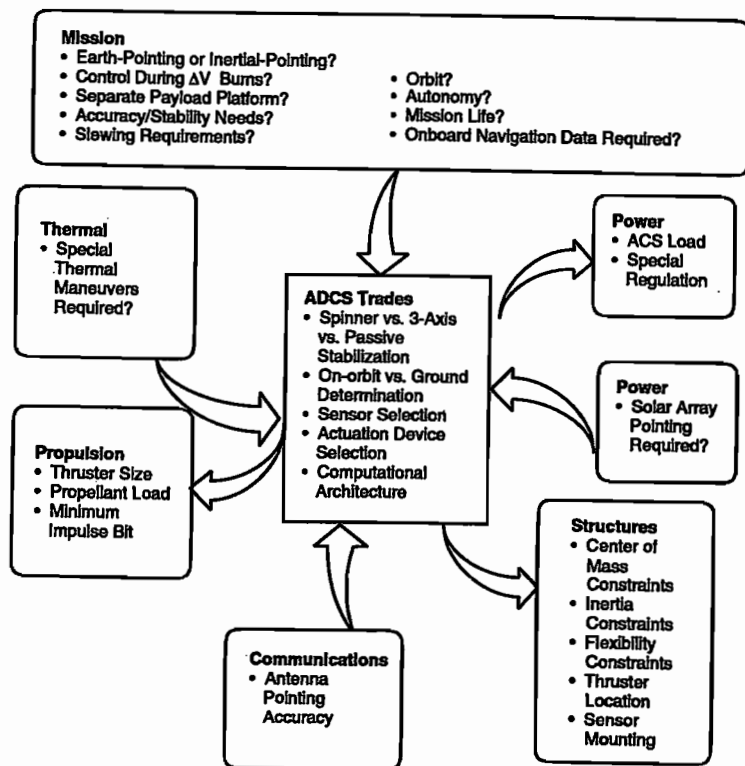 Mission
• Earth-Pointing or Inertial-Pointing?
• Control During ΔV Burns?
• Separate Payload Platform?
• Accuracy/Stability Needs?
• Slewing Requirements?
• Orbit?
• Autonomy?
• Mission Life?
• Onboard Navigation Data Required?
Thermal
• Special
Thermal
Maneuvers
Required?
Power
• ACS Load
• Special
Regulation
ADCS Trades
• Spinner vs. 3-Axis
vs. Passive
Stabilization
• On-orbit vs. Ground
Determination
• Sensor Selection
• Actuation Device
Selection
• Computational
Architecture
Power
• Solar Array
Pointing
Required?
Propulsion
• Thruster Size
• Propellant Load
• Minimum
Impulse Bit
Structures
• Center of
Mass
Constraints
• Inertia
Constraints
• Flexibility
Constraints
• Thruster
Location
• Sensor
Mounting
Communications
• Antenna
Pointing
Accuracy